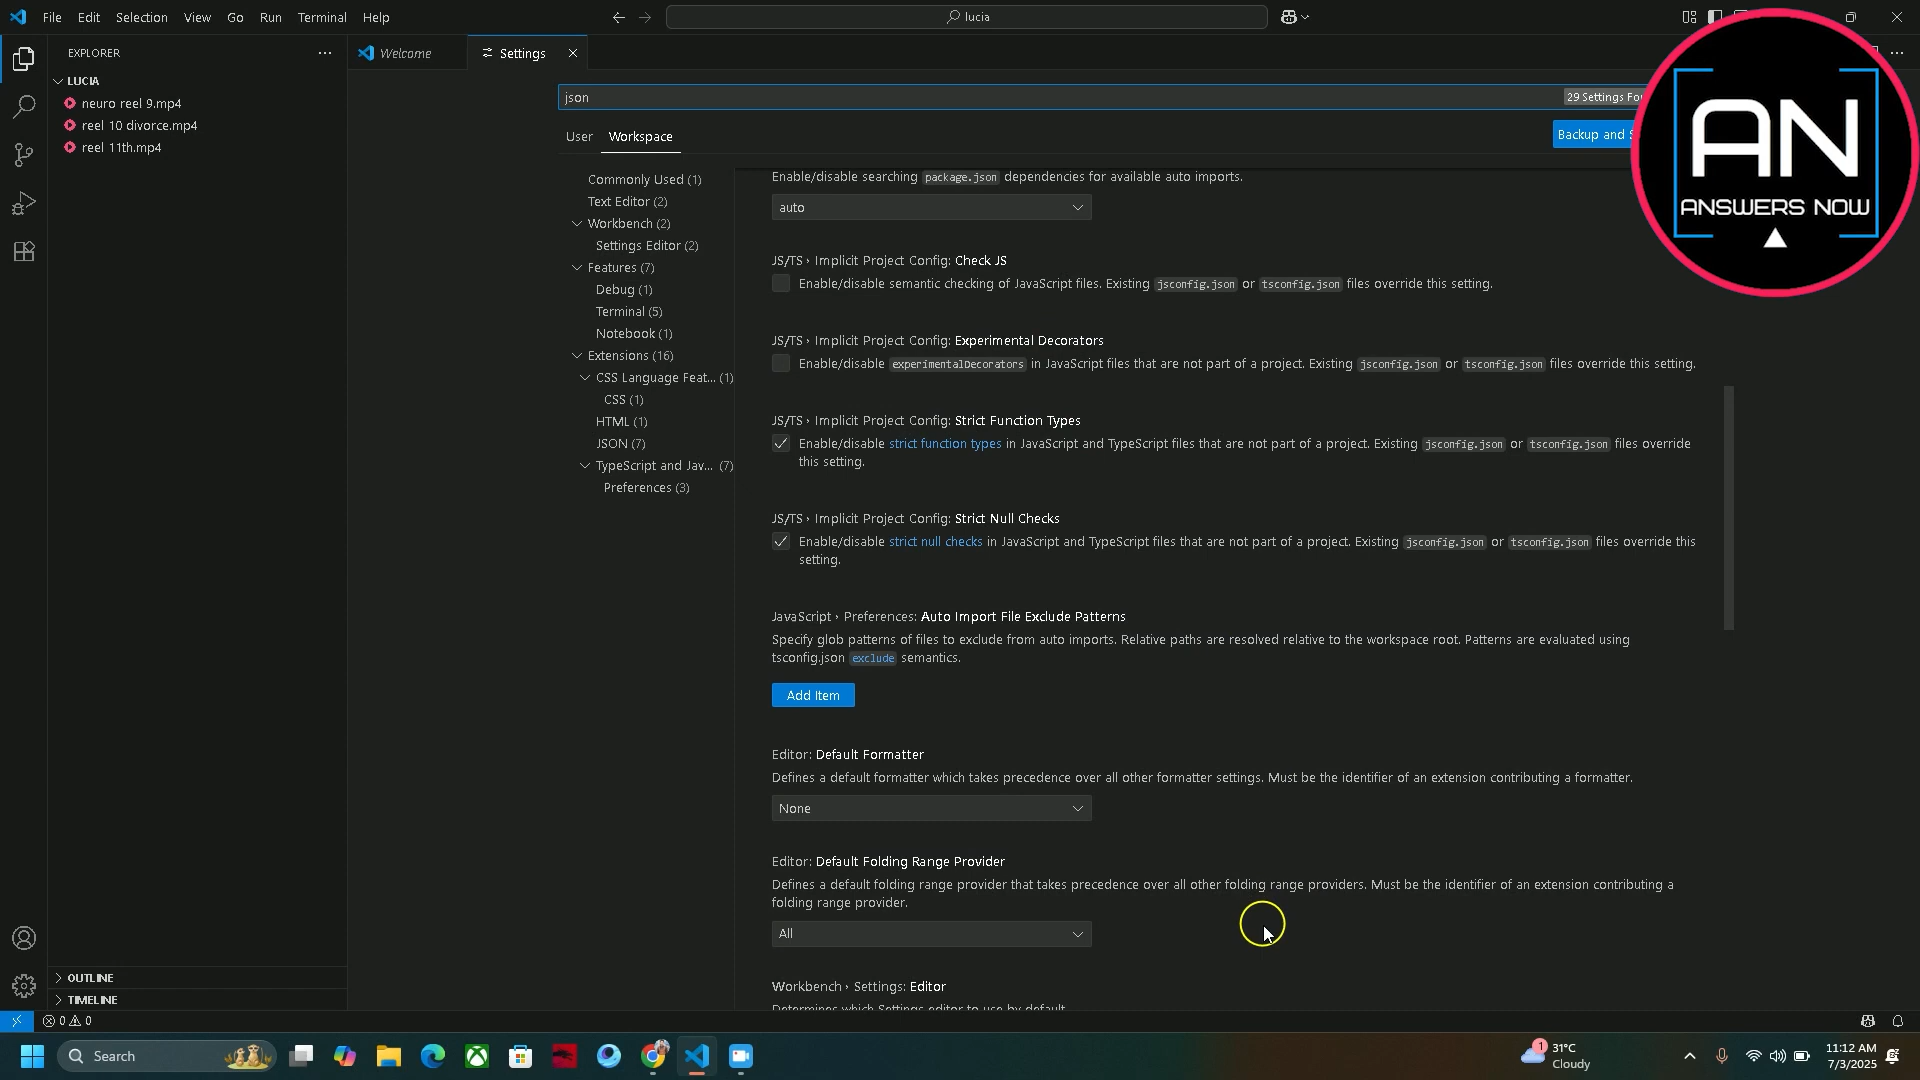 File Edit Selection View Go Run Terminal Help
lucia
EXPLORER
Welcome
Settings
LUCIA
neuro reel 9.mp4
reel 10 divorce.mp4
reel 11th.mp4
OUTLINE
TIMELINE
json
29 Settings Fou
User Workspace
Backup and S
Commonly Used (1)
Text Editor (2)
Workbench (2)
Settings Editor (2)
Features (7)
Debug (1)
Terminal (5)
Notebook (1)
Extensions (16)
CSS Language Feat... (1)
CSS (1)
HTML (1)
JSON (7)
TypeScript and Jav... (7)
Preferences (3)
Enable/disable searching package.json dependencies for available auto imports.
auto
JS/TS › Implicit Project Config: Check JS
Enable/disable semantic checking of JavaScript files. Existing jsconfig.json or tsconfig.json files override this setting.
JS/TS › Implicit Project Config: Experimental Decorators
Enable/disable experimentalDecorators in JavaScript files that are not part of a project. Existing jsconfig.json or tsconfig.json files override this setting.
JS/TS › Implicit Project Config: Strict Function Types
Enable/disable strict function types in JavaScript and TypeScript files that are not part of a project. Existing jsconfig.json or tsconfig.json files override
this setting.
JS/TS › Implicit Project Config: Strict Null Checks
Enable/disable strict null checks in JavaScript and TypeScript files that are not part of a project. Existing jsconfig.json or tsconfig.json files override this
setting.
JavaScript › Preferences: Auto Import File Exclude Patterns
Specify glob patterns of files to exclude from auto imports. Relative paths are resolved relative to the workspace root. Patterns are evaluated using
tsconfig.json exclude semantics.
Add Item
Editor: Default Formatter
Defines a default formatter which takes precedence over all other formatter settings. Must be the identifier of an extension contributing a formatter.
None
Editor: Default Folding Range Provider
Defines a default folding range provider that takes precedence over all other folding range providers. Must be the identifier of an extension contributing a
folding range provider.
All
Workbench › Settings: Editor
Determines which Settings editor to use by default.
AN
ANSWERS NOW
0 0
Search
1
31°C
Cloudy
11:12 AM
7/3/2025